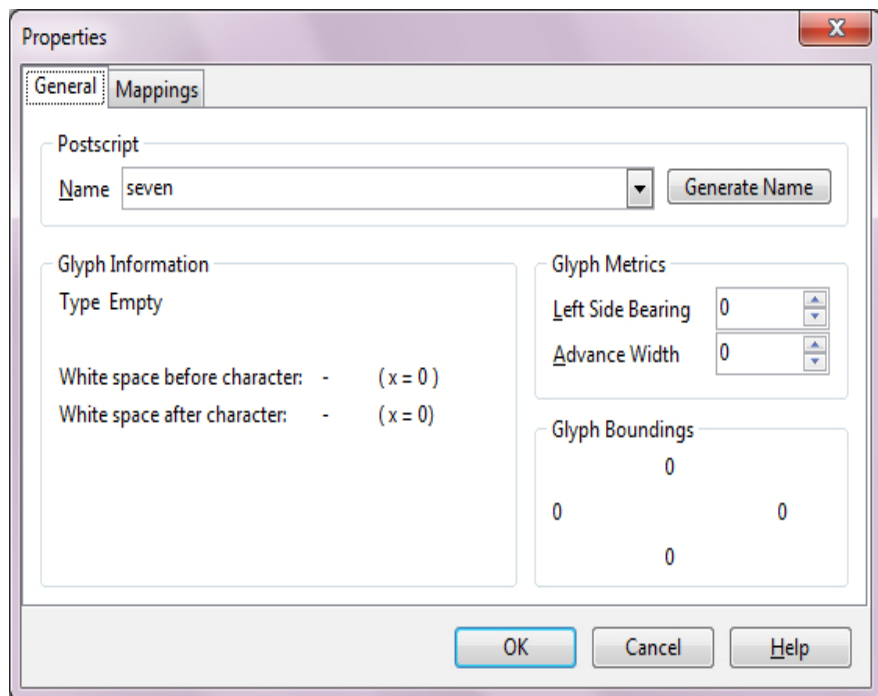 Properties
X
General Mappings
Postscript
Name seven Generate Name
Glyph Information
Type Empty
White space before character: - ( x = 0 )
White space after character: - ( x = 0)
Glyph Metrics
Left Side Bearing 0
Advance Width 0
Glyph Boundings
0
0 0
0
OK Cancel Help